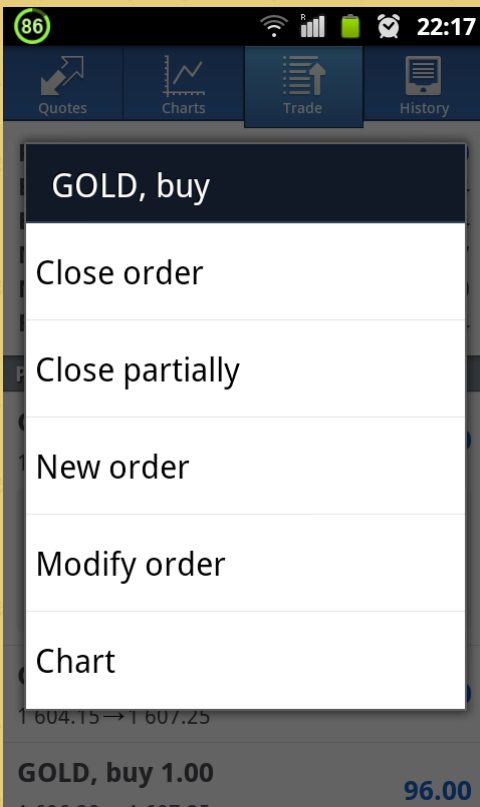 86
R
22:17
Quotes
Charts
Trade
History
GOLD, buy
Close order
Close partially
New order
Modify order
Chart
1 604.15→1 607.25
GOLD, buy 1.00
96.00